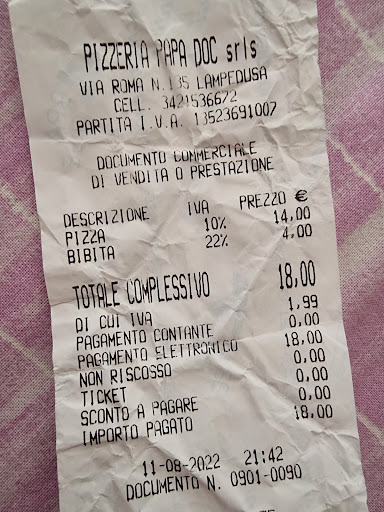 PIZZERIA PAPA DOC srls
VIA ROMA N.135 LAMPEDUSA
CELL. 3421536672
PARTITA I.V.A. 13523691007
DOCUMENTO COMMERCIALE
DI VENDITA O PRESTAZIONE
DESCRIZIONE IVA PREZZO €
PIZZA 10% 14,00
BIBITA 22% 4,00
TOTALE COMPLESSIVO 18,00
DI CUI IVA 1,99
PAGAMENTO CONTANTE 0,00
PAGAMENTO ELETTRONICO 18,00
NON RISCOSSO 0,00
TICKET 0,00
SCONTO A PAGARE 0,00
IMPORTO PAGATO 18,00
11-08-2022 21:42
DOCUMENTO N. 0901-0090